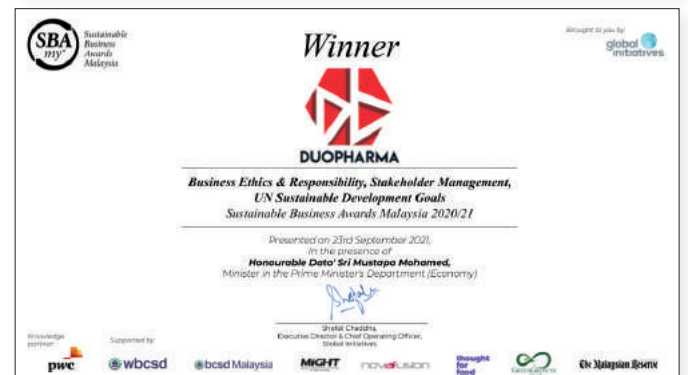 SBA
my
Sustainable
Business
Awards
Malaysia
Winner
Brought to you by
global
initiatives
DUOPHARMA
Business Ethics & Responsibility, Stakeholder Management,
UN Sustainable Development Goals
Sustainable Business Awards Malaysia 2020/21
Presented on 23rd September 2021,
in the presence of
Honourable Dato' Sri Mustapa Mohamed,
Minister in the Prime Minister's Department (Economy)
Shefali Chaddha,
Executive Director & Chief Operating Officer,
Global Initiatives
Knowledge
partner:
Supported by:
pwc
wbcsd
bcsd Malaysia
MiGHT
novafusion
thought
for
food
The Malaysian Reserve